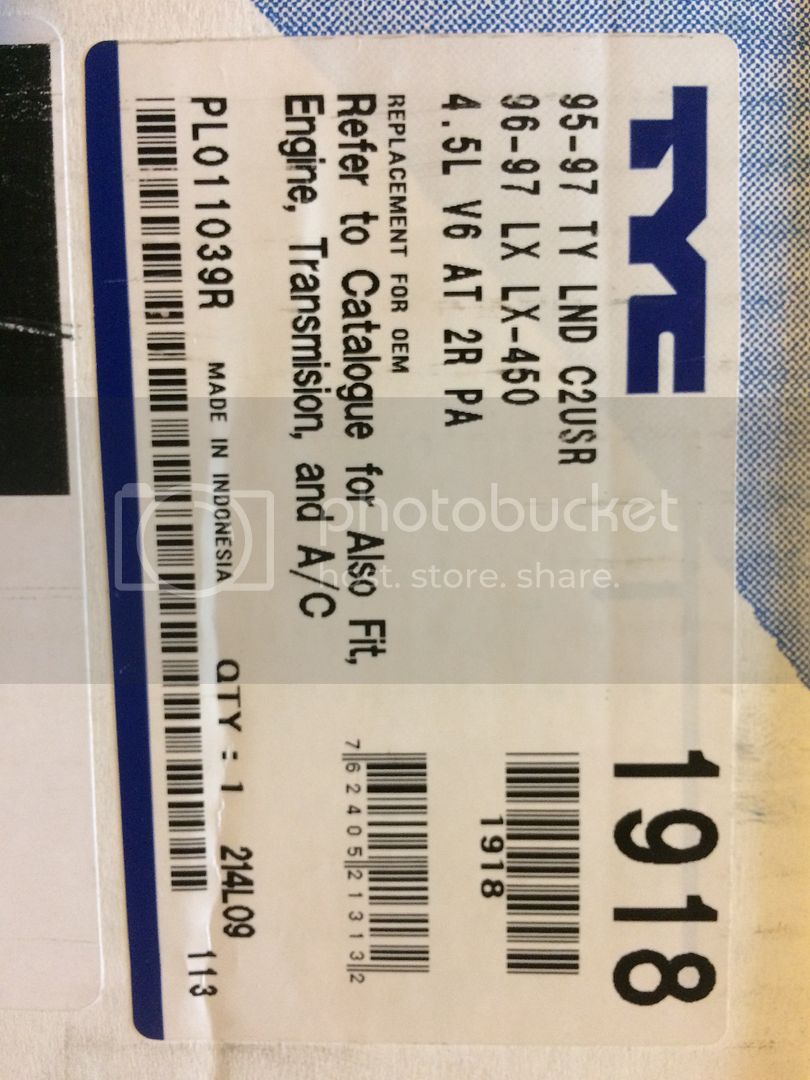 TYC
1918
95-97 TY LND C2USR
96-97 LX LX-450
4.5L V6 AT 2R PA
1918
REPLACEMENT FOR OEM
Refer to Catalogue for Also Fit,
Engine, Transmision, and A/C
7 62405 21313 2
PL011039R MADE IN INDONESIA QTY : 1 24L09
113
photobucket
host. store. share.